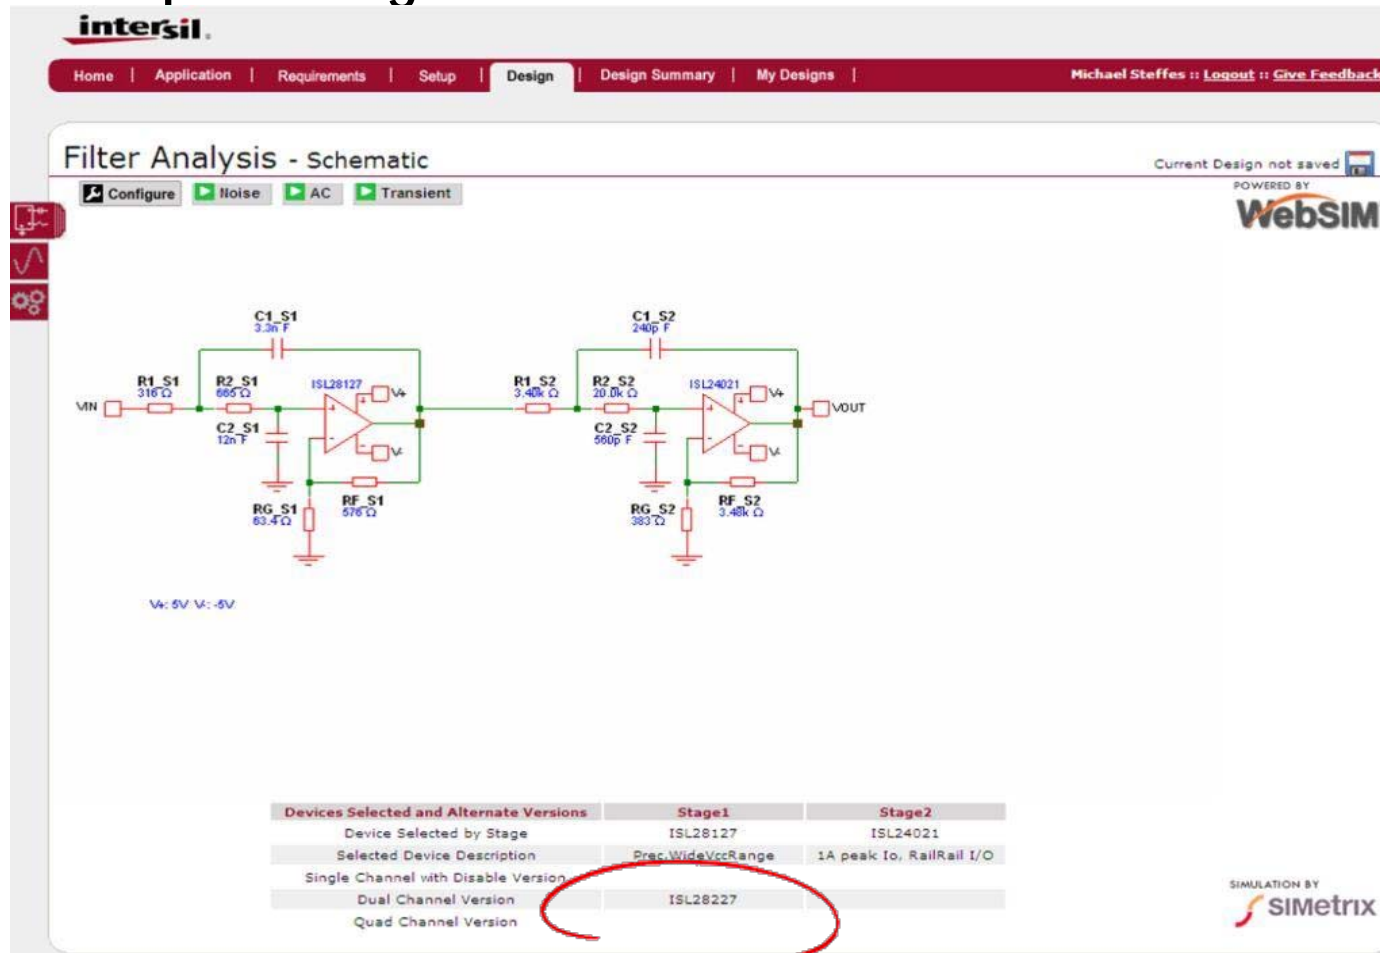 intersil.
Home | Application | Requirements | Setup | Design | Design Summary | My Designs | Michael Steffes :: Logout :: Give Feedback
Filter Analysis - Schematic
Current Design not saved
Configure Noise AC Transient
POWERED BY
WebSIM
C1_S1
3.3n F
C1_S2
240p F
R1_S1
316 Ω
R2_S1
665 Ω
ISL28127
V+
R1_S2
3.40k Ω
R2_S2
20.0k Ω
ISL24021
V+
VIN
VOUT
C2_S1
12n F
C2_S2
560p F
V-
V-
RG_S1
63.4 Ω
RF_S1
576 Ω
RG_S2
383 Ω
RF_S2
3.48k Ω
V+: 5V V-: -5V
Devices Selected and Alternate Versions Stage1 Stage2
Device Selected by Stage ISL28127 ISL24021
Selected Device Description Prec.WideVccRange 1A peak Io, RailRail I/O
Single Channel with Disable Version
Dual Channel Version ISL28227
Quad Channel Version
SIMULATION BY
SIMetrix